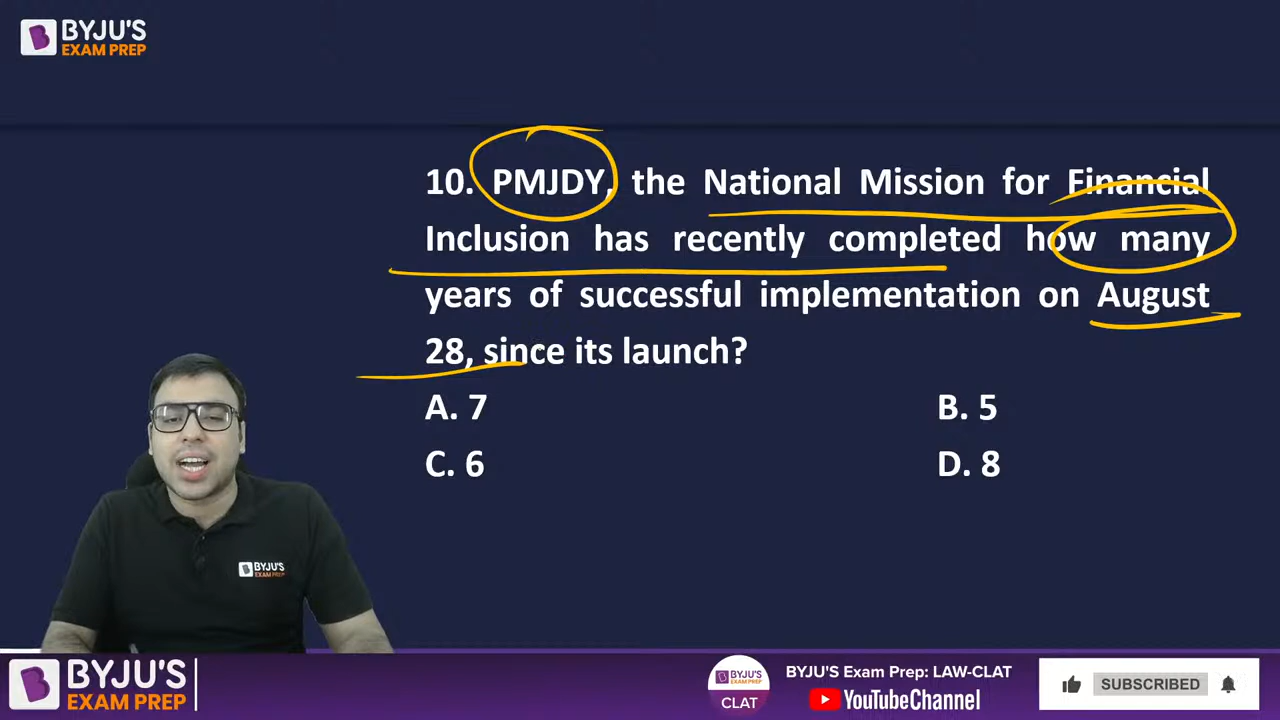 BYJU'S
EXAM PREP
10. PMJDY, the National Mission for Financial
Inclusion has recently completed how many
years of successful implementation on August
28, since its launch?
A. 7
B. 5
C. 6
D. 8
BYJU'S
EXAM PREP
BYJU'S
EXAM PREP
BYJU'S
EXAM PREP
CLAT
BYJU'S Exam Prep: LAW-CLAT
YouTubeChannel
SUBSCRIBED